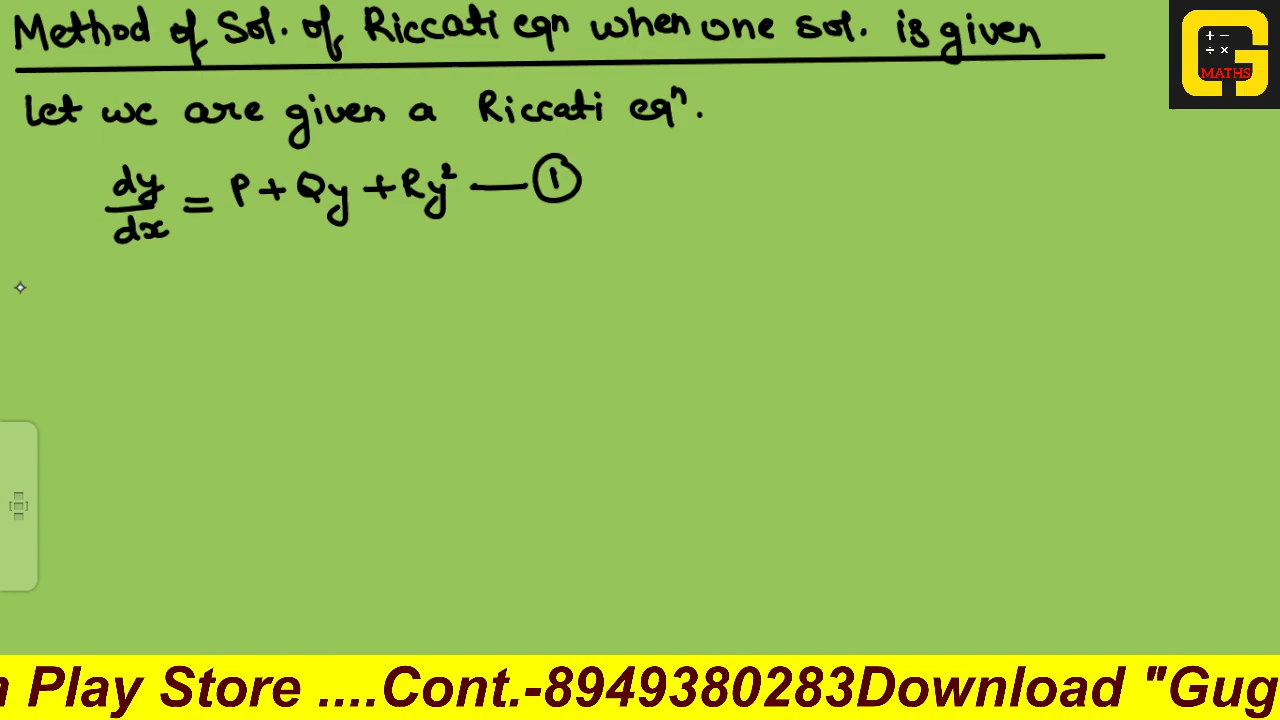 Method of Sol. of Riccati eqn when one sol. is given
+ −
÷ ×
MATHS
Let we are given a Riccati eqⁿ.
dy/dx = P + Qy + Ry² — ①
n Play Store ....Cont.-8949380283Download "Gug